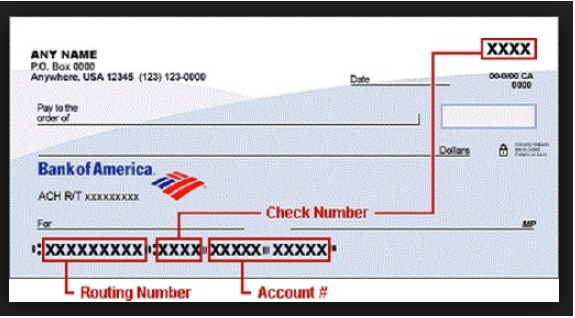 XXXX
ANY NAME
P.O. Box 0000
Anywhere, USA 12345 (123) 123-0000
Date
00-0/00 CA
0000
Pay to the
order of
Dollars
Bank of America.
ACH R/T xxxxxxxxx
Check Number
For
MP
XXXXXXXXX XXXX XXXXX XXXXX
Routing Number Account #